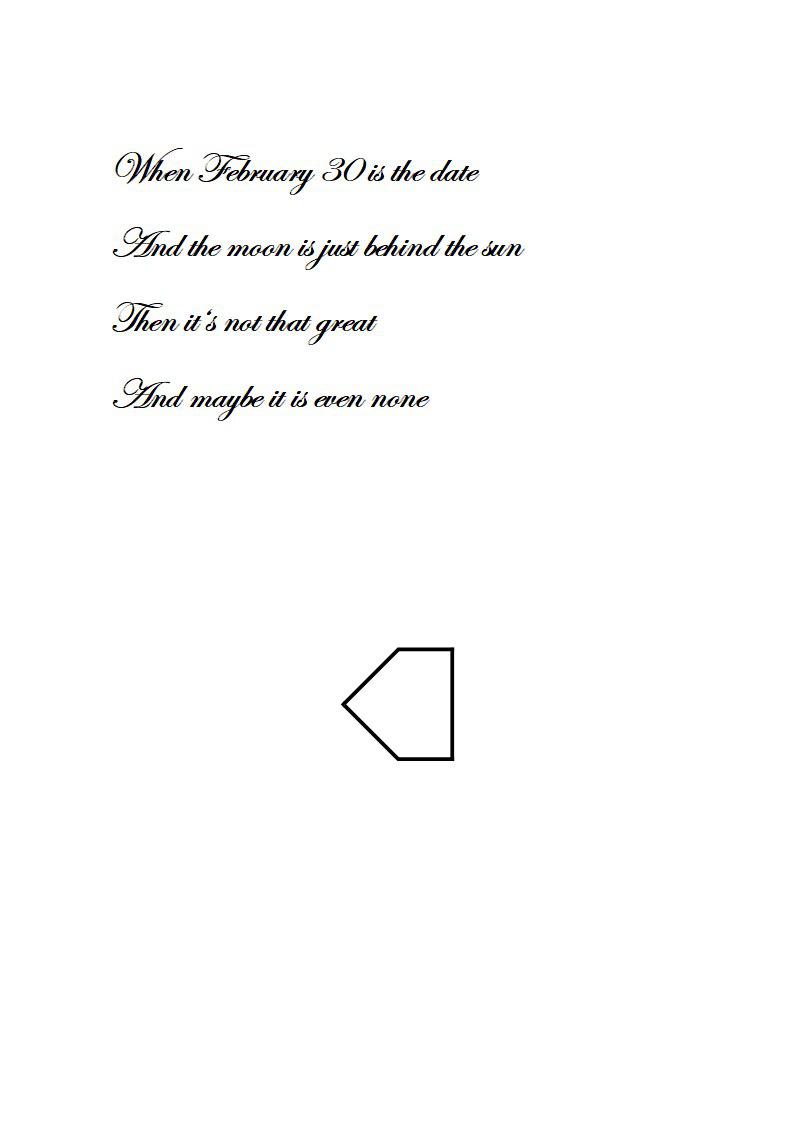 When February 30 is the date
And the moon is just behind the sun
Then it‘s not that great
And maybe it is even none